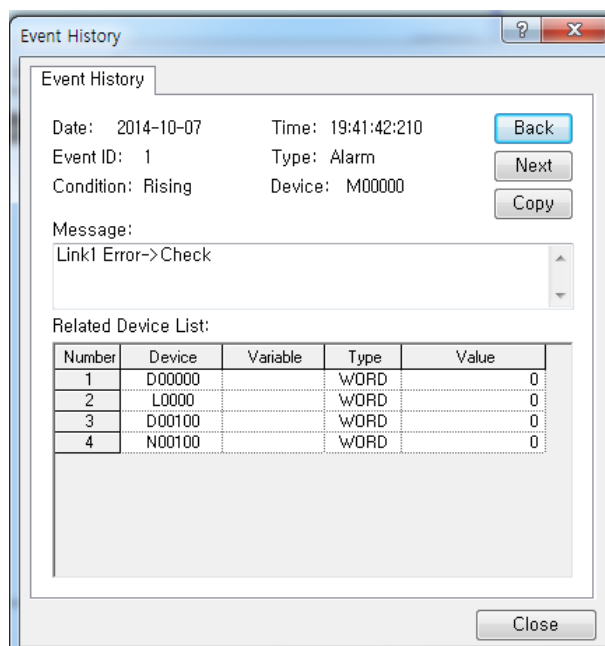 Event History
Event History
Date: 2014-10-07 Time: 19:41:42:210 Back
Event ID: 1 Type: Alarm Next
Condition: Rising Device: M00000 Copy
Message:
Link1 Error->Check
Related Device List:
Number Device Variable Type Value
1 D00000 WORD 0
2 L0000 WORD 0
3 D00100 WORD 0
4 N00100 WORD 0
Close